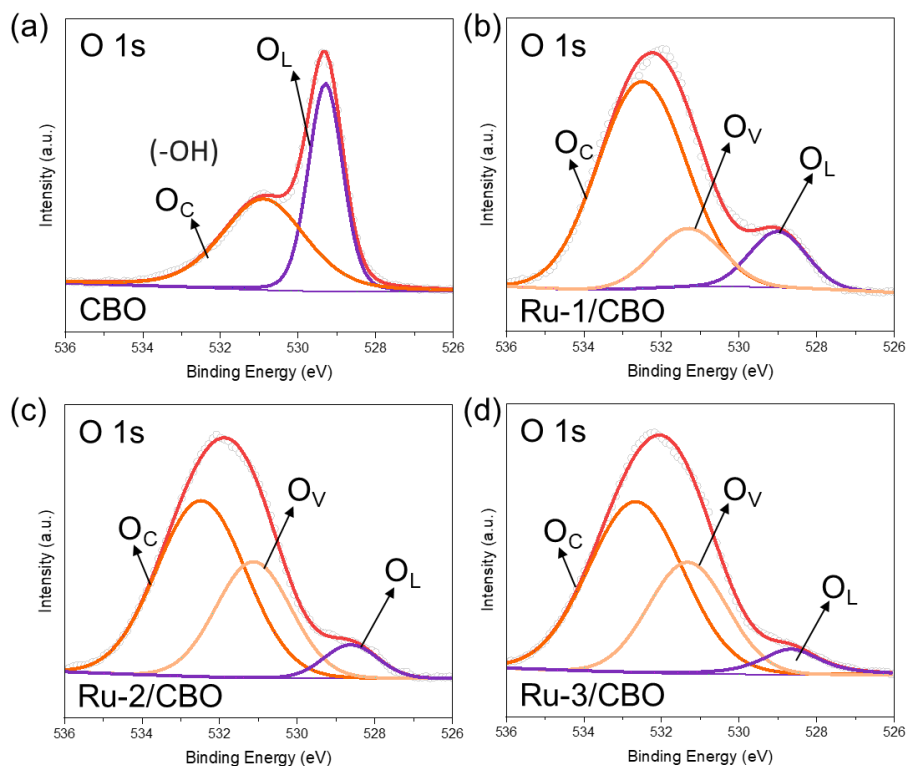 (a)
O 1s
O_L
(-OH)
O_C
CBO
Intensity (a.u.)
536 534 532 530 528 526
Binding Energy (eV)
(b)
O 1s
O_C
O_V
O_L
Ru-1/CBO
Intensity (a.u.)
536 534 532 530 528 526
Binding Energy (eV)
(c)
O 1s
O_C
O_V
O_L
Ru-2/CBO
Intensity (a.u.)
536 534 532 530 528 526
Binding Energy (eV)
(d)
O 1s
O_C
O_V
O_L
Ru-3/CBO
Intensity (a.u.)
536 534 532 530 528 526
Binding Energy (eV)